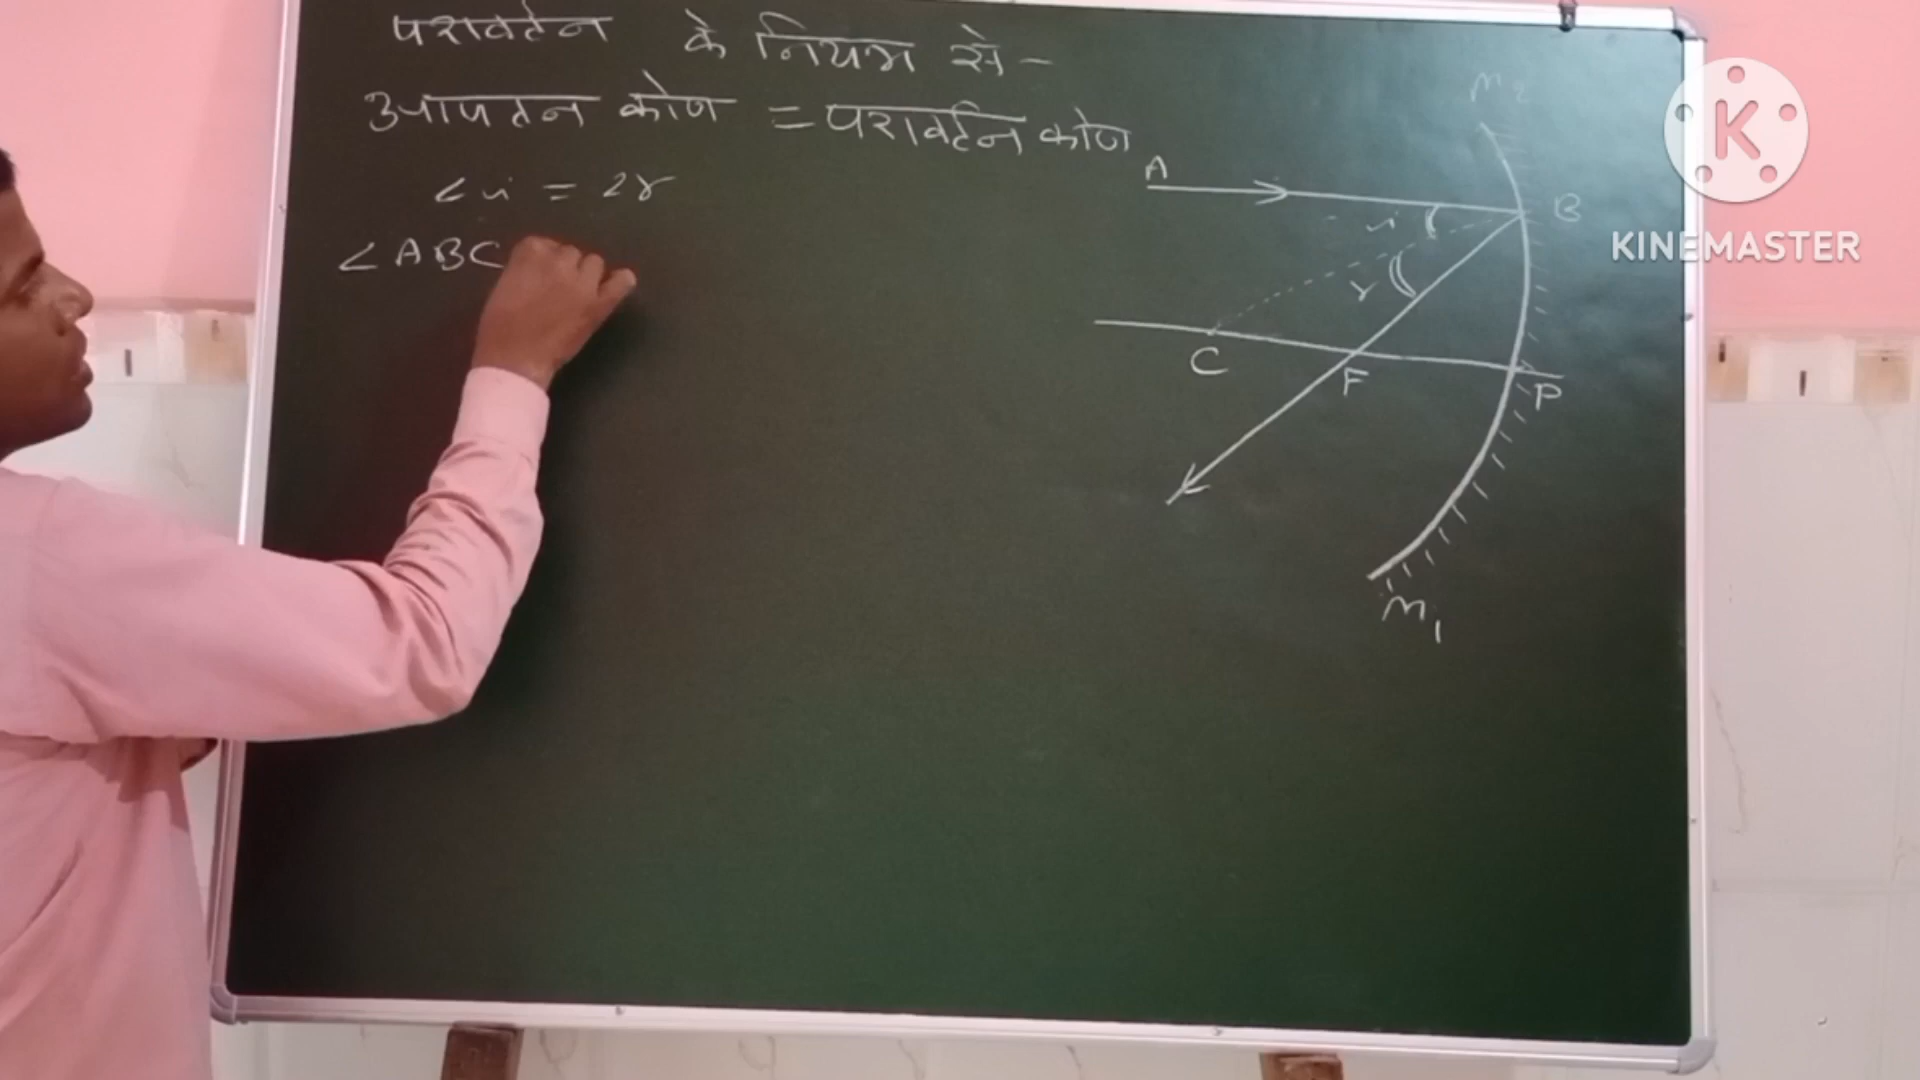 परावर्तन के नियम से -
आपतन कोण = परावर्तन कोण
∠i = ∠r
∠ABC
M2
A
B
i
r
C
F
P
M1
K
KINEMASTER